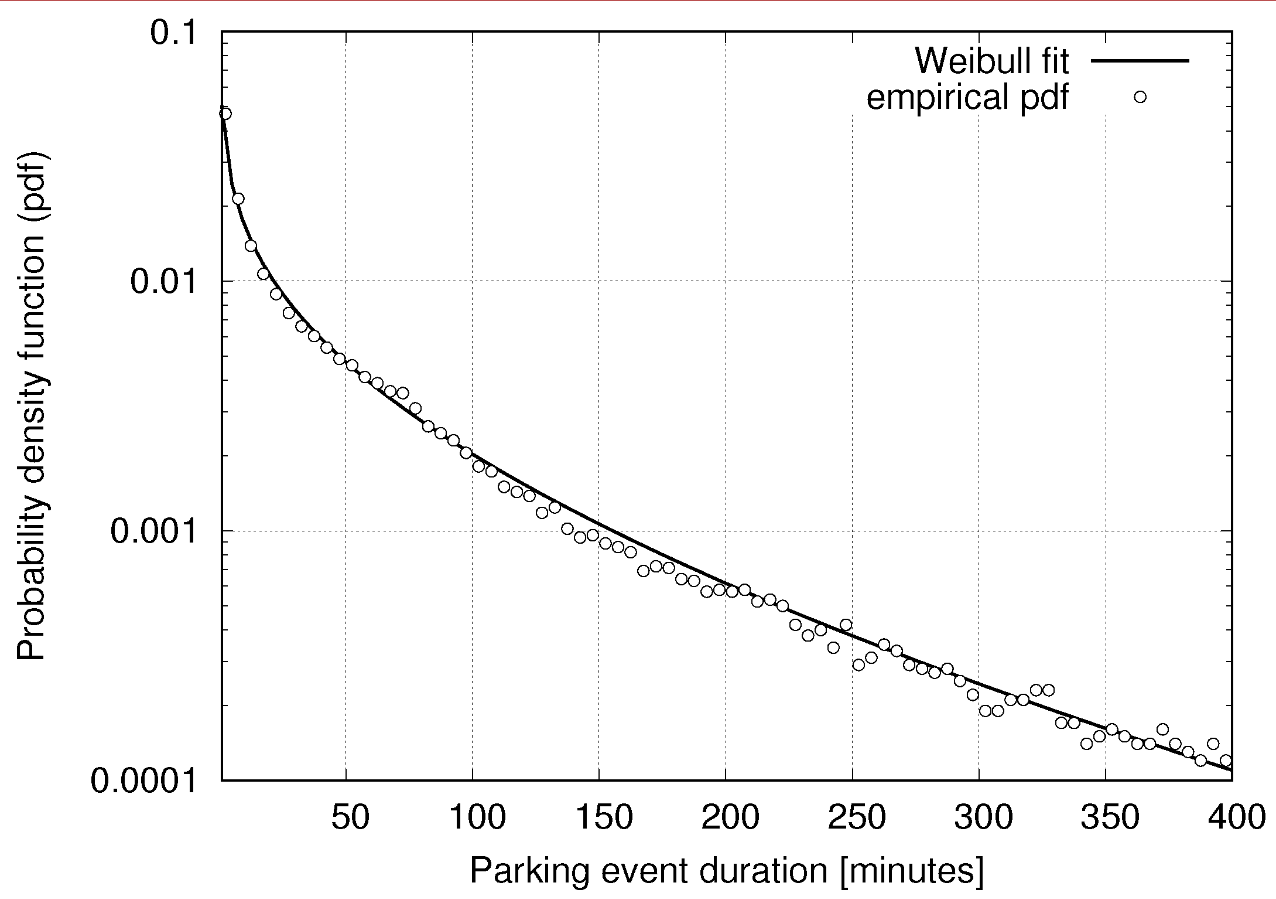 0.1
0.01
0.001
0.0001
Probability density function (pdf)
Weibull fit
empirical pdf
50 100 150 200 250 300 350 400
Parking event duration [minutes]